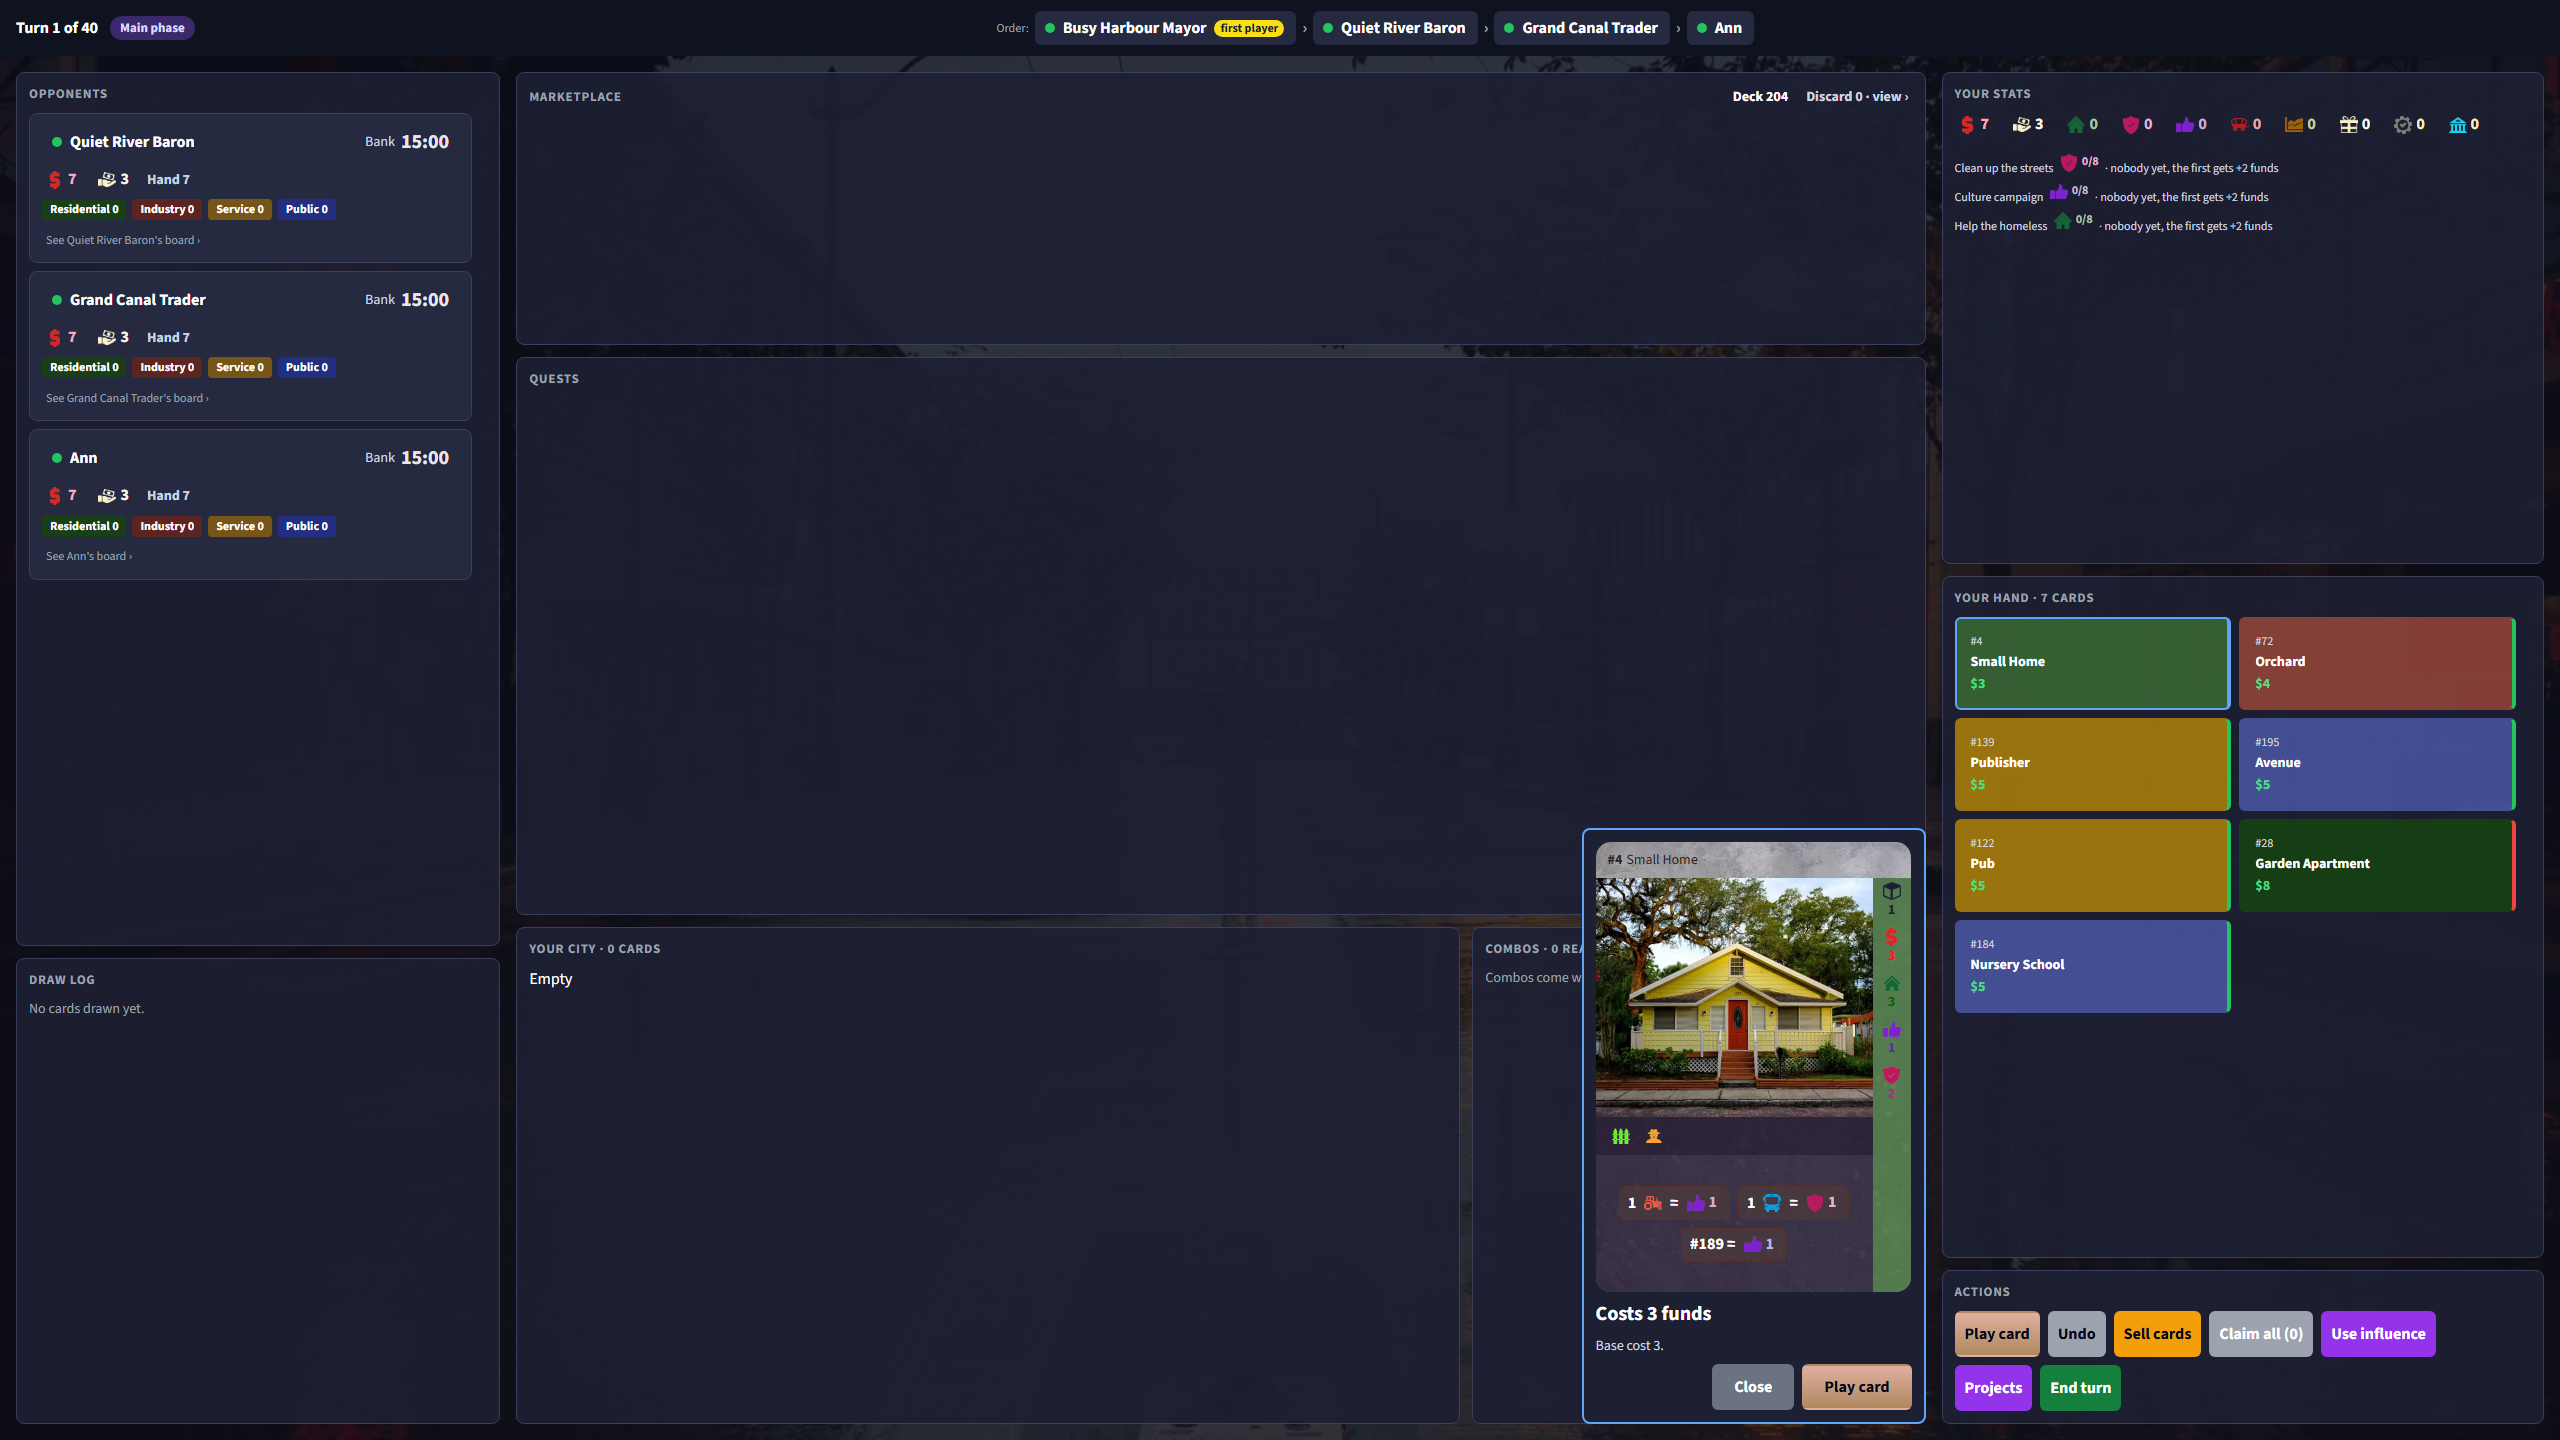 Turn 1 of 40 Main phase
Order: Busy Harbour Mayor first player › Quiet River Baron › Grand Canal Trader › Ann
OPPONENTS
Quiet River Baron Bank 15:00
7 3 Hand 7
Residential 0 Industry 0 Service 0 Public 0
See Quiet River Baron's board ›
Grand Canal Trader Bank 15:00
7 3 Hand 7
Residential 0 Industry 0 Service 0 Public 0
See Grand Canal Trader's board ›
Ann Bank 15:00
7 3 Hand 7
Residential 0 Industry 0 Service 0 Public 0
See Ann's board ›
DRAW LOG
No cards drawn yet.
MARKETPLACE Deck 204 Discard 0 · view ›
QUESTS
YOUR CITY · 0 CARDS
Empty
COMBOS · 0 REA
Combos come w
#4 Small Home
1
$
3
3
1
2
1 = 1 1 = 1
#189 = 1
Costs 3 funds
Base cost 3.
Close Play card
YOUR STATS
$ 7 3 0 0 0 0 0 0 0 0
Clean up the streets 0/8 · nobody yet, the first gets +2 funds
Culture campaign 0/8 · nobody yet, the first gets +2 funds
Help the homeless 0/8 · nobody yet, the first gets +2 funds
YOUR HAND · 7 CARDS
#4
Small Home
$3
#72
Orchard
$4
#139
Publisher
$5
#195
Avenue
$5
#122
Pub
$5
#28
Garden Apartment
$8
#184
Nursery School
$5
ACTIONS
Play card Undo Sell cards Claim all (0) Use influence
Projects End turn